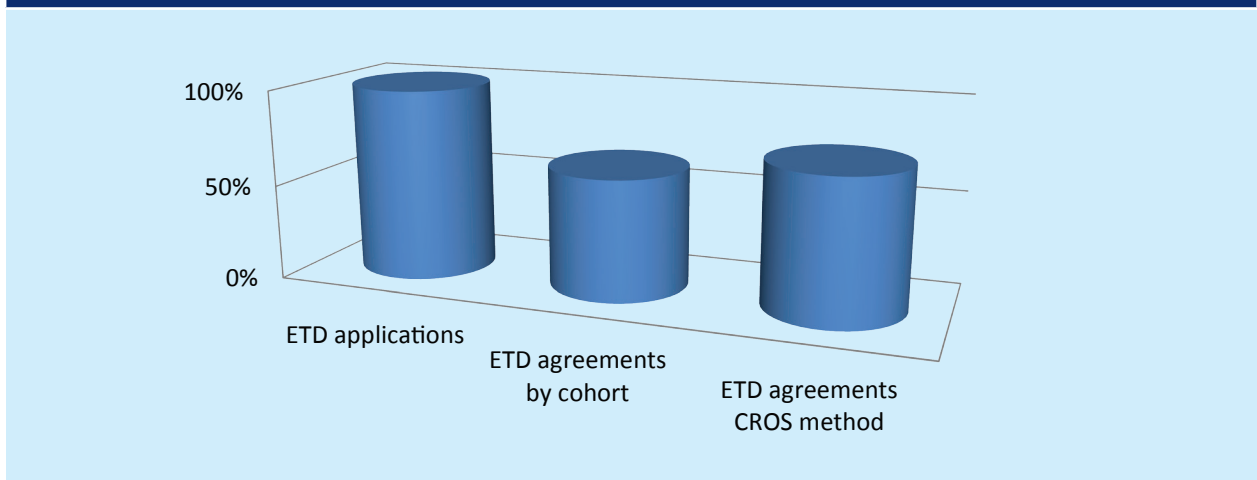 100%
50%
0%
ETD applications
ETD agreements
by cohort
ETD agreements
CROS method